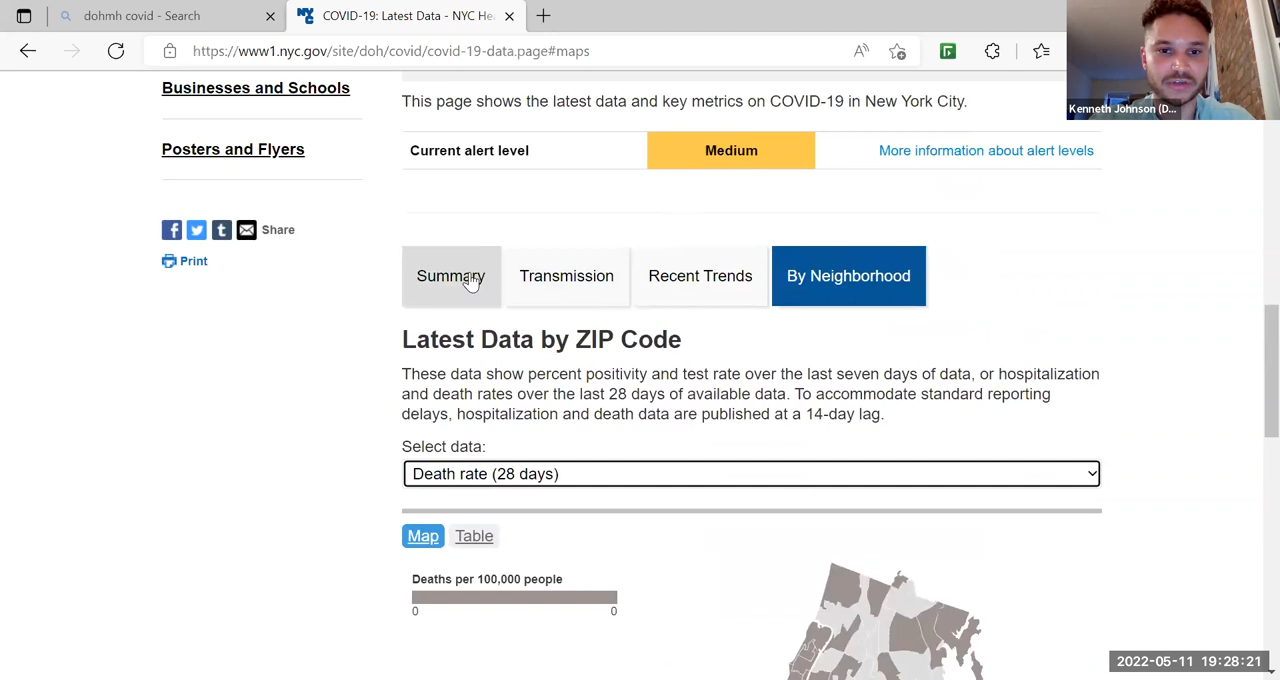 dohmh covid - Search
COVID-19: Latest Data - NYC He
https://www1.nyc.gov/site/doh/covid/covid-19-data.page#maps
Kenneth Johnson (D...
Businesses and Schools
Posters and Flyers
Share
Print
This page shows the latest data and key metrics on COVID-19 in New York City.
Current alert level Medium More information about alert levels
Summary Transmission Recent Trends By Neighborhood
Latest Data by ZIP Code
These data show percent positivity and test rate over the last seven days of data, or hospitalization
and death rates over the last 28 days of available data. To accommodate standard reporting
delays, hospitalization and death data are published at a 14-day lag.
Select data:
Death rate (28 days)
Map Table
Deaths per 100,000 people
0 0
2022-05-11 19:28:21